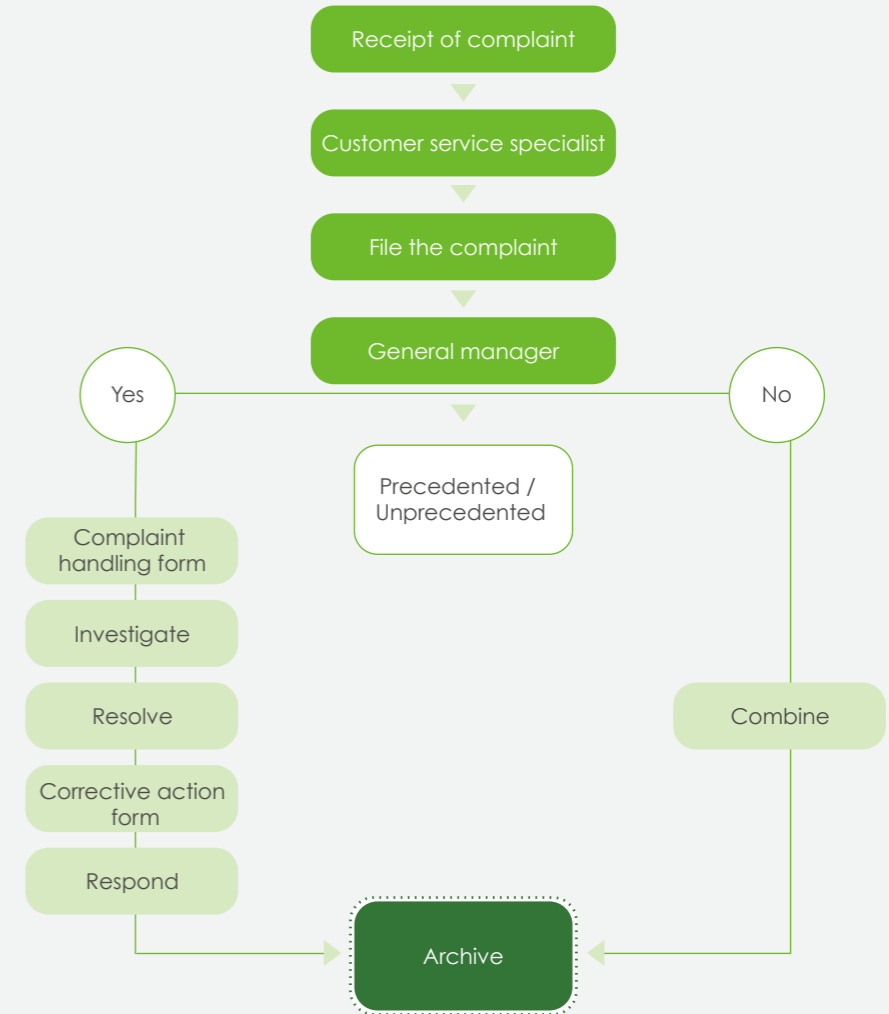 Receipt of complaint
Customer service specialist
File the complaint
General manager
Yes
No
Precedented /
Unprecedented
Complaint
handling form
Investigate
Resolve
Combine
Corrective action
form
Respond
Archive